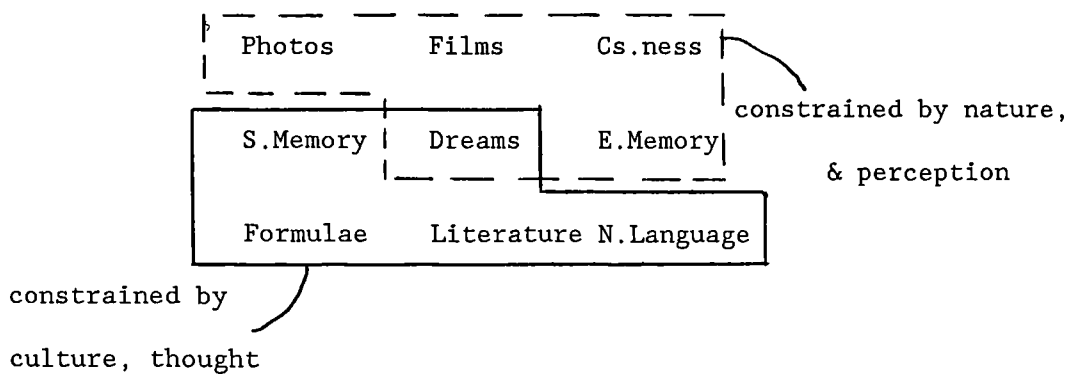 Photos Films Cs.ness
constrained by nature,
S.Memory Dreams E.Memory
& perception
Formulae Literature N.Language
constrained by
culture, thought